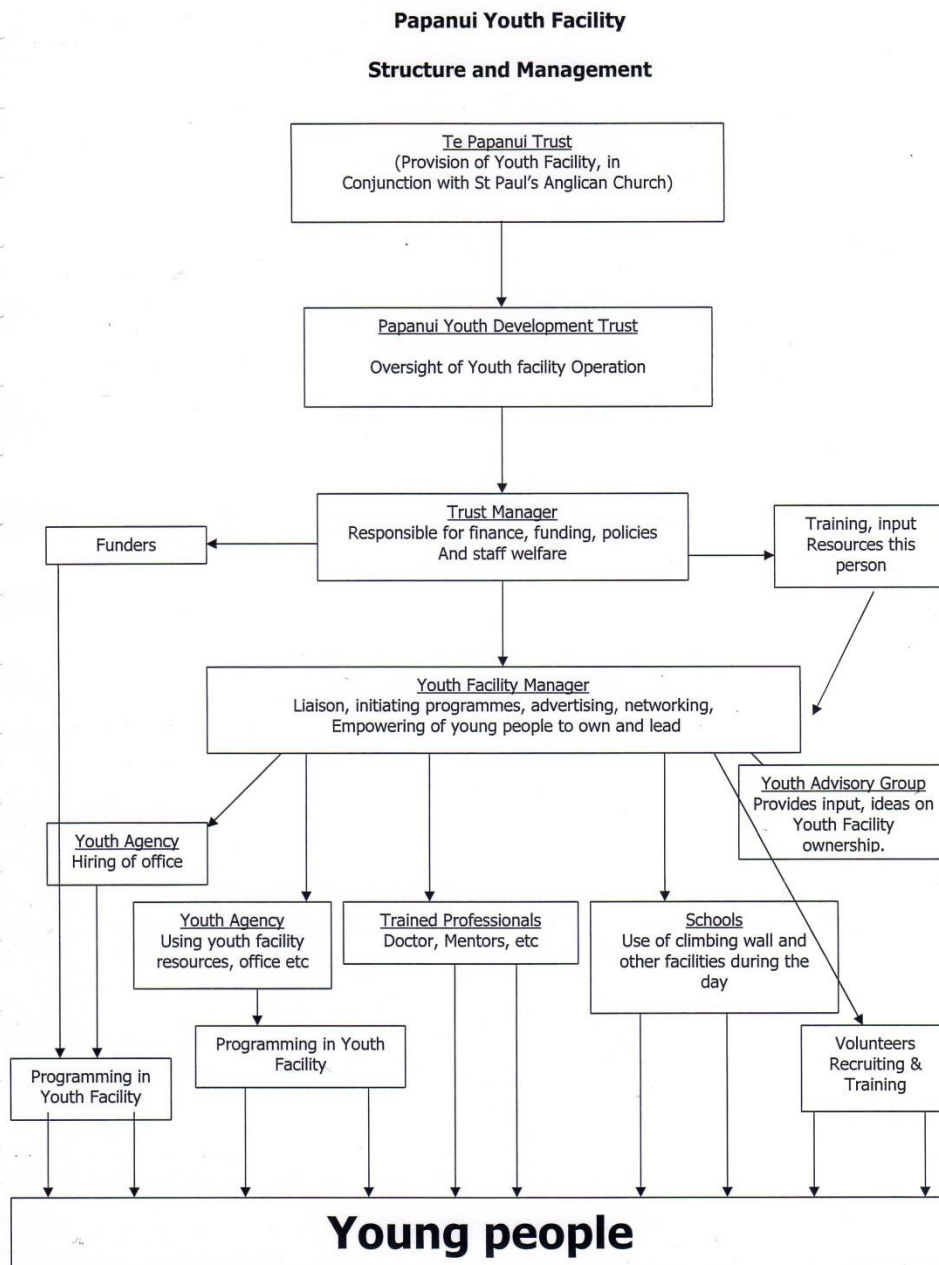 Papanui Youth Facility
Structure and Management
Te Papanui Trust
(Provision of Youth Facility, in
Conjunction with St Paul's Anglican Church)
Papanui Youth Development Trust
Oversight of Youth facility Operation
Trust Manager
Responsible for finance, funding, policies
And staff welfare
Funders
Training, input
Resources this
person
Youth Facility Manager
Liaison, initiating programmes, advertising, networking,
Empowering of young people to own and lead
Youth Advisory Group
Provides input, ideas on
Youth Facility
ownership.
Youth Agency
Hiring of office
Youth Agency
Using youth facility
resources, office etc
Trained Professionals
Doctor, Mentors, etc
Schools
Use of climbing wall and
other facilities during the
day
Programming in Youth
Facility
Volunteers
Recruiting &
Training
Programming in
Youth Facility
Young people